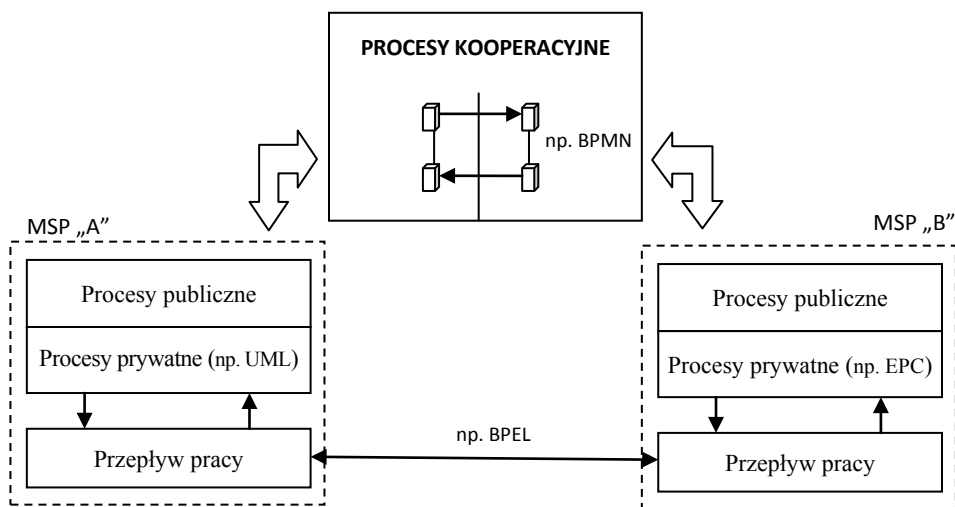 PROCESY KOOPERACYJNE
np. BPMN
MSP „A”
MSP „B”
Procesy publiczne
Procesy prywatne (np. UML)
Przepływ pracy
np. BPEL
Procesy publiczne
Procesy prywatne (np. EPC)
Przepływ pracy